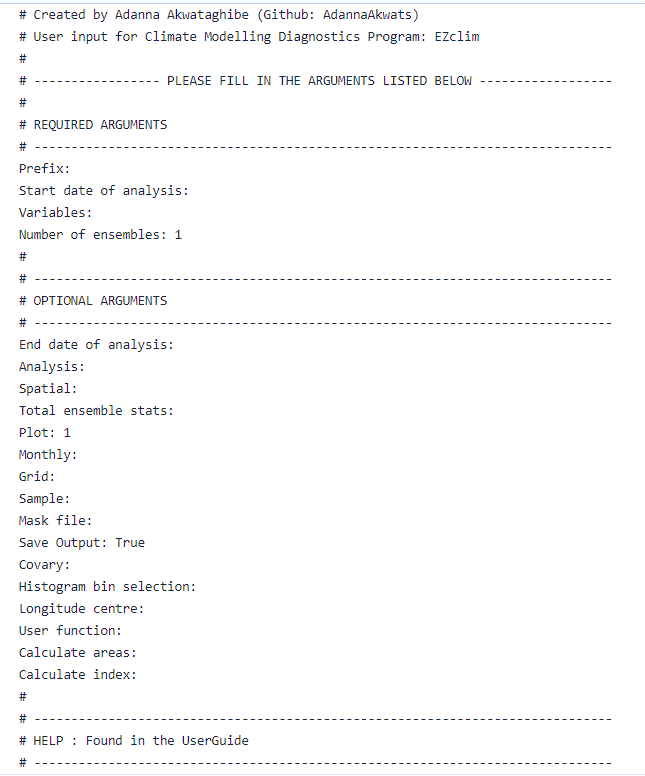 # Created by Adanna Akwataghibe (Github: AdannaAkwats)
# User input for Climate Modelling Diagnostics Program: EZclim
#
# ----------------- PLEASE FILL IN THE ARGUMENTS LISTED BELOW ------------------
#
# REQUIRED ARGUMENTS
# ------------------------------------------------------------------------------
Prefix:
Start date of analysis:
Variables:
Number of ensembles: 1
#
# ------------------------------------------------------------------------------
# OPTIONAL ARGUMENTS
# ------------------------------------------------------------------------------
End date of analysis:
Analysis:
Spatial:
Total ensemble stats:
Plot: 1
Monthly:
Grid:
Sample:
Mask file:
Save Output: True
Covary:
Histogram bin selection:
Longitude centre:
User function:
Calculate areas:
Calculate index:
#
# ------------------------------------------------------------------------------
# HELP : Found in the UserGuide
# ------------------------------------------------------------------------------